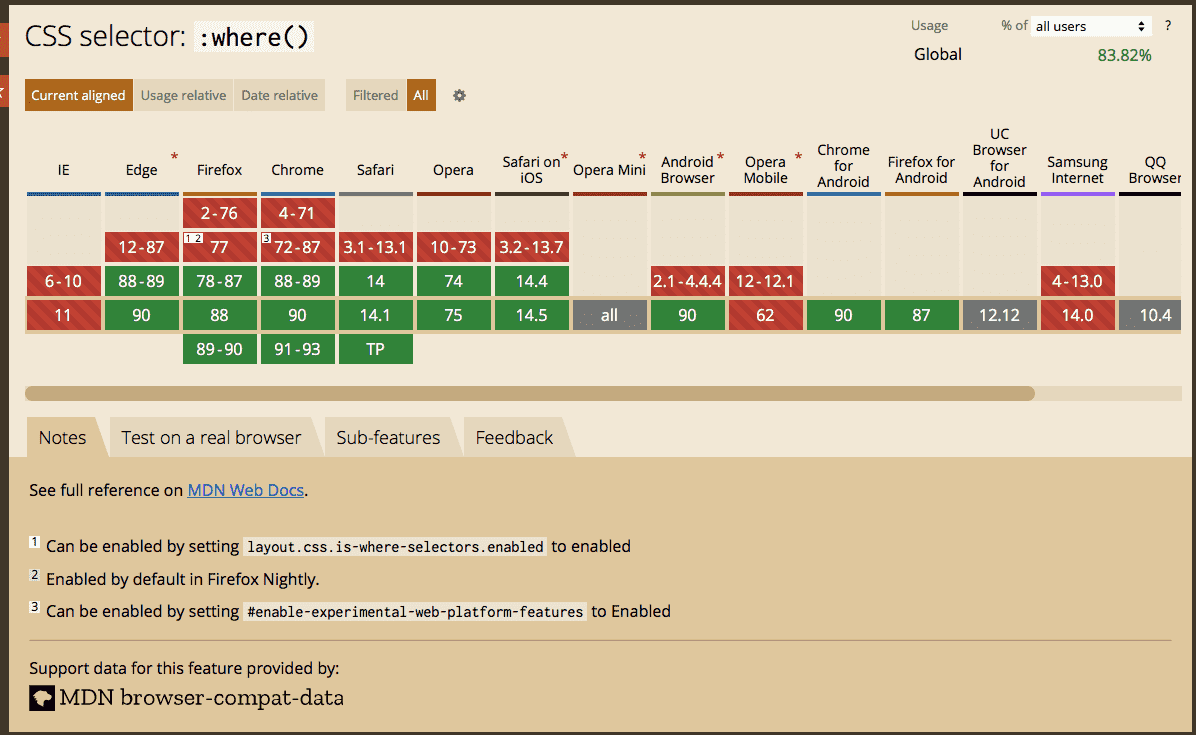 CSS selector: :where()
Usage % of all users ?
Global 83.82%
Current aligned Usage relative Date relative Filtered All
IE Edge * Firefox Chrome Safari Opera Safari on iOS * Opera Mini * Android Browser * Opera Mobile * Chrome for Android Firefox for Android UC Browser for Android Samsung Internet QQ Browser
2-76 4-71
12-87 1 2 77 3 72-87 3.1-13.1 10-73 3.2-13.7
6-10 88-89 78-87 88-89 14 74 14.4 2.1-4.4.4 12-12.1 4-13.0
11 90 88 90 14.1 75 14.5 all 90 62 90 87 12.12 14.0 10.4
89-90 91-93 TP
Notes Test on a real browser Sub-features Feedback
See full reference on MDN Web Docs.
1 Can be enabled by setting layout.css.is-where-selectors.enabled to enabled
2 Enabled by default in Firefox Nightly.
3 Can be enabled by setting #enable-experimental-web-platform-features to Enabled
Support data for this feature provided by:
MDN browser-compat-data